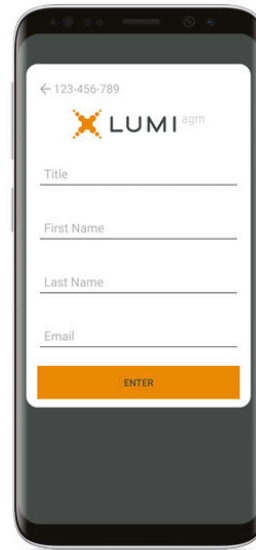 ← 123-456-789
LUMI agm
Title
First Name
Last Name
Email
ENTER